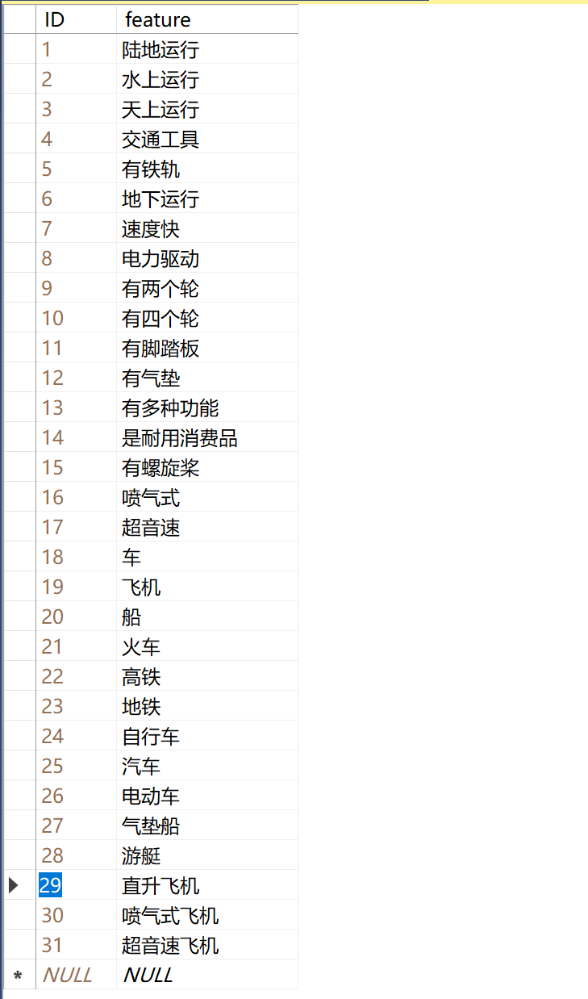 ID feature
1 陆地运行
2 水上运行
3 天上运行
4 交通工具
5 有铁轨
6 地下运行
7 速度快
8 电力驱动
9 有两个轮
10 有四个轮
11 有脚踏板
12 有气垫
13 有多种功能
14 是耐用消费品
15 有螺旋桨
16 喷气式
17 超音速
18 车
19 飞机
20 船
21 火车
22 高铁
23 地铁
24 自行车
25 汽车
26 电动车
27 气垫船
28 游艇
29 直升飞机
30 喷气式飞机
31 超音速飞机
* NULL NULL